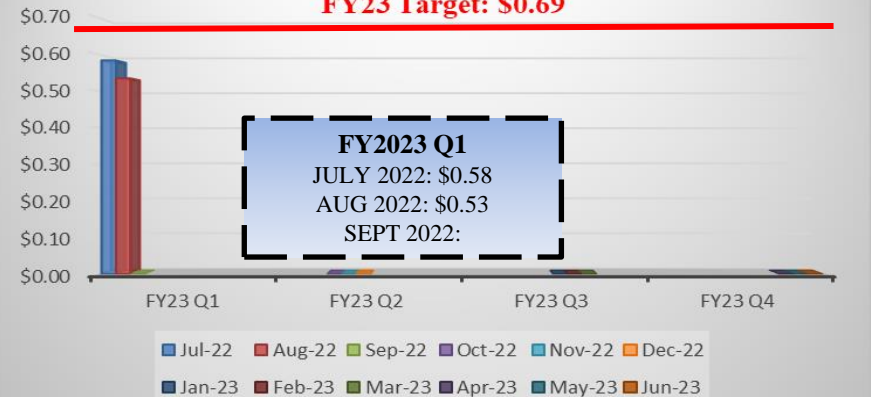 FY23 Target: $0.69
$0.70
$0.60
$0.50
$0.40
$0.30
$0.20
$0.10
$0.00
FY2023 Q1
JULY 2022: $0.58
AUG 2022: $0.53
SEPT 2022:
FY23 Q1 FY23 Q2 FY23 Q3 FY23 Q4
Jul-22 Aug-22 Sep-22 Oct-22 Nov-22 Dec-22
Jan-23 Feb-23 Mar-23 Apr-23 May-23 Jun-23